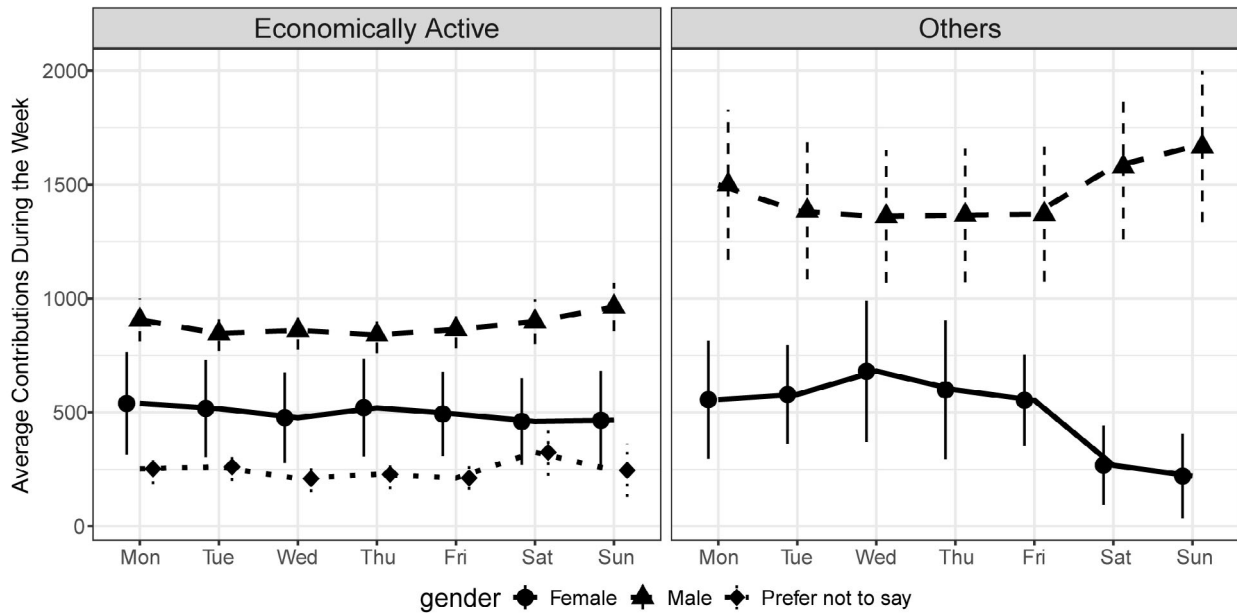 Economically Active
Others
Average Contributions During the Week
2000
1500
1000
500
0
Mon Tue Wed Thu Fri Sat Sun
Mon Tue Wed Thu Fri Sat Sun
gender Female Male Prefer not to say